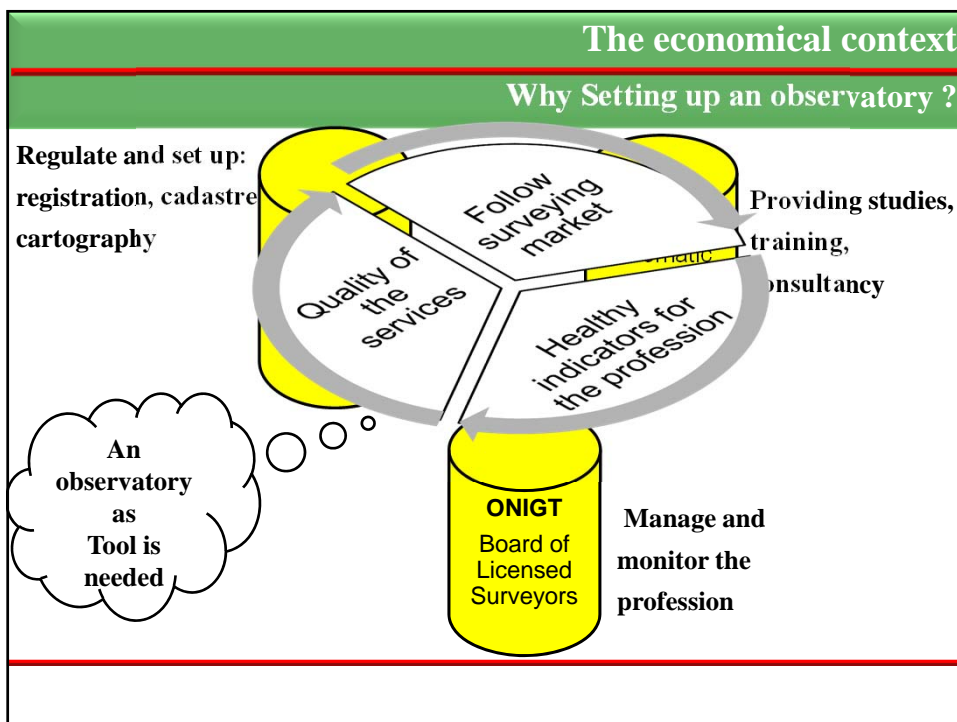 The economical context
Why Setting up an observatory ?
Regulate and set up:
registration, cadastre
cartography
Follow
surveying
market
Providing studies,
training,
consultancy
Quality of
the
services
Healthy
indicators for
the profession
An
observatory
as
Tool is
needed
ONIGT
Board of
Licensed
Surveyors
Manage and
monitor the
profession